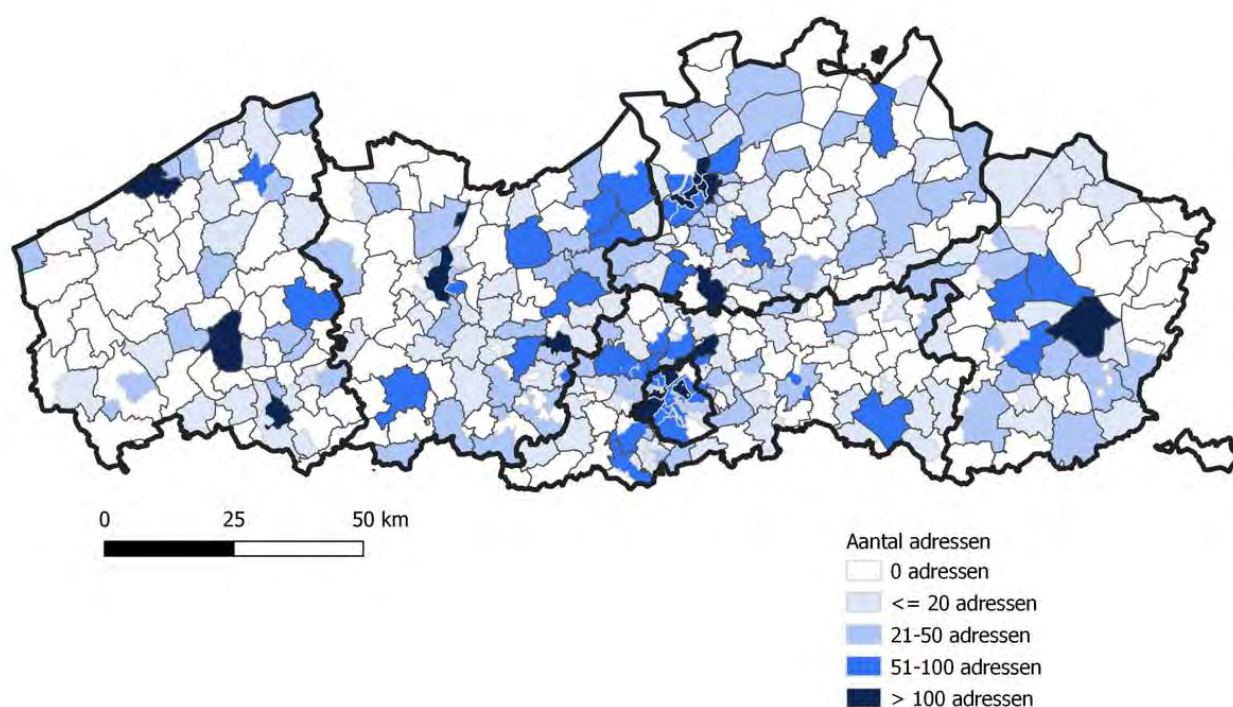 0 25 50 km
Aantal adressen
0 adressen
<= 20 adressen
21-50 adressen
51-100 adressen
> 100 adressen